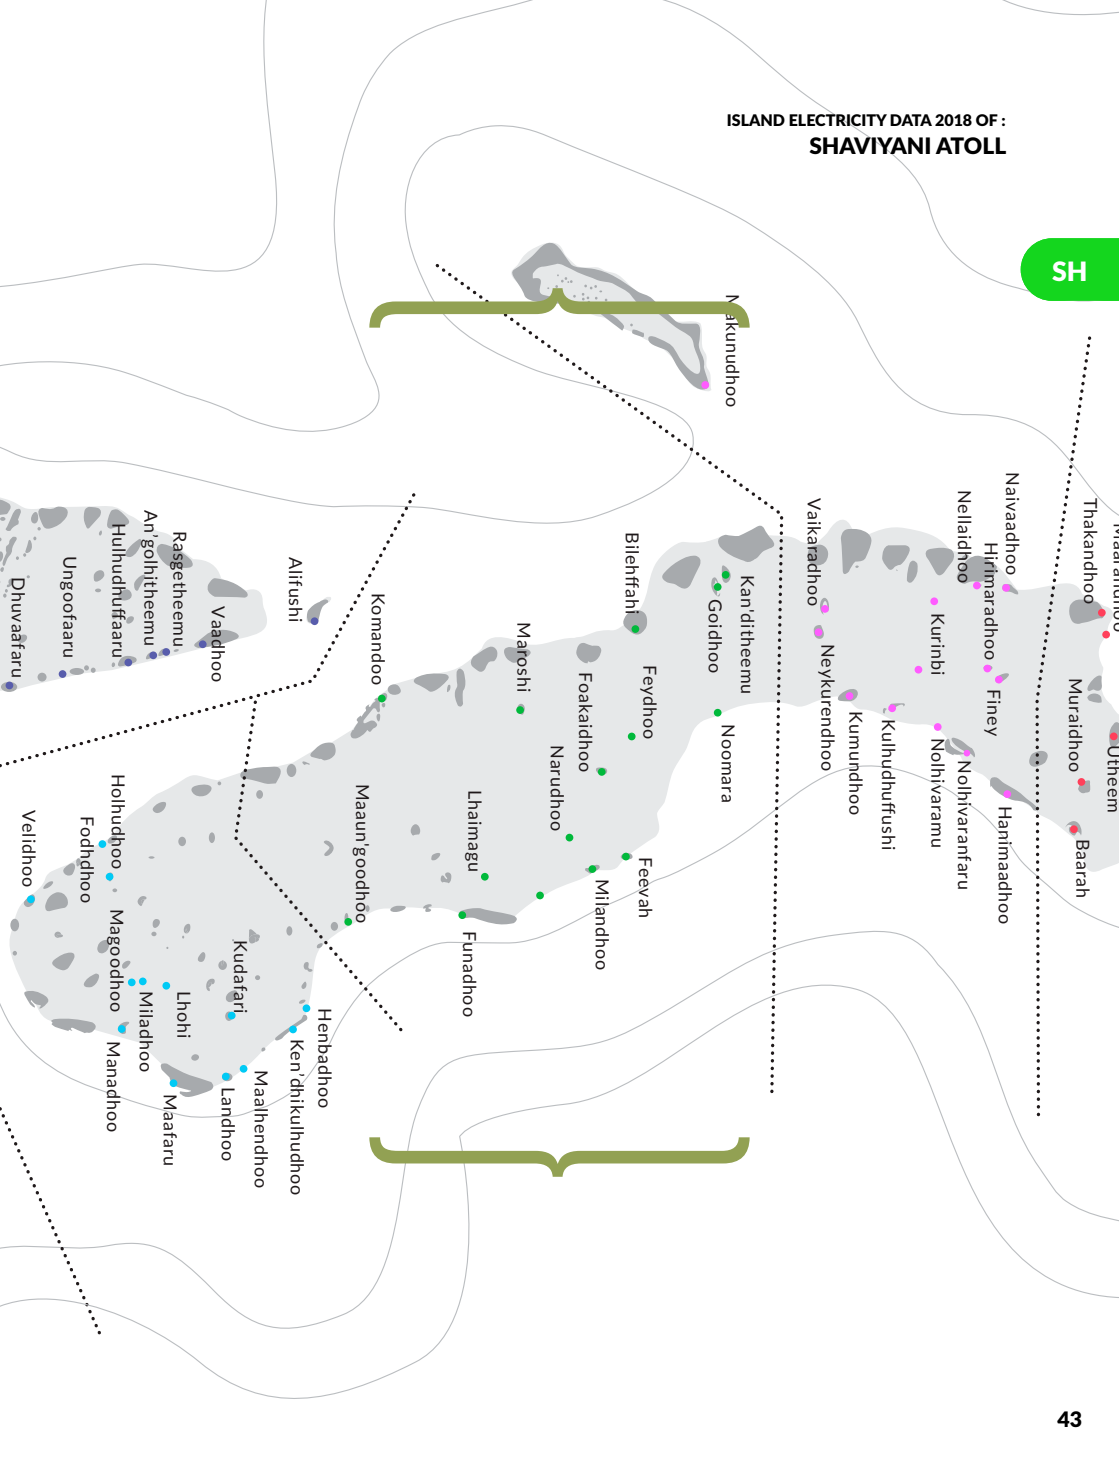 ISLAND ELECTRICITY DATA 2018 OF :
SHAVIYANI ATOLL
SH
Makunudhoo
Thakandhoo
Muraidhoo
Utheem
Baarah
Naivaadhoo
Nellaidhoo
Hirimaradhoo
Kurinbi
Finey
Nolhivaramu
Nolhivaranfaru
Hanimaadhoo
Vaikaradhoo
Neykurendhoo
Kumundhoo
Kulhudhuffushi
Kan'ditheemu
Goidhoo
Noomara
Bilehffahi
Feydhoo
Feevah
Foakaidhoo
Narudhoo
Milandhoo
Maroshi
Lhaimagu
Funadhoo
Komandoo
Maaun'goodhoo
Alifushi
Vaadhoo
Rasgetheemu
An'golhitheemu
Hulhudhuffaaru
Ungoofaaru
Dhuvaafaru
Henbadhoo
Ken'dhikulhudhoo
Maalhendhoo
Kudafari
Landhoo
Lhohi
Maafaru
Miladhoo
Magoodhoo
Manadhoo
Holhudhoo
Fodhdhoo
Velidhoo
43